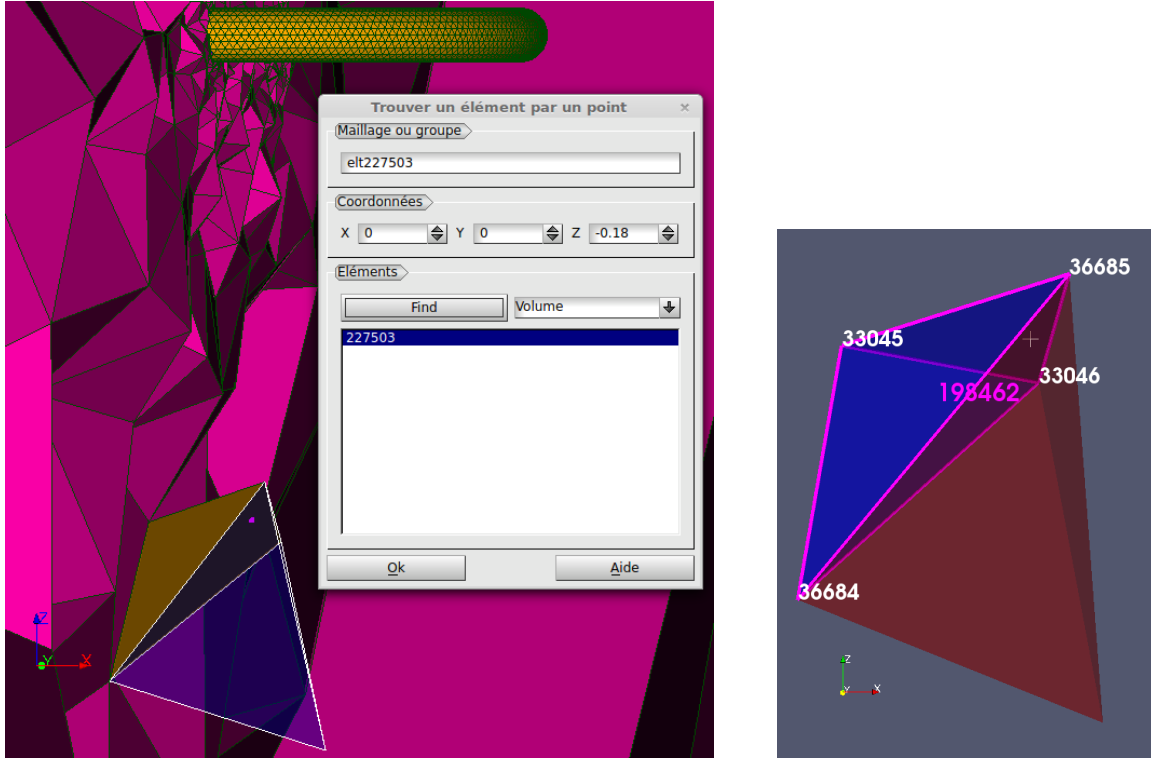 Trouver un élément par un point
Maillage ou groupe
elt227503
Coordonnées
X 0 Y 0 Z -0.18
Eléments
Find Volume
227503
Ok Aide
Z
Y X
36685
33045
33046
198462
36684
Z
Y X